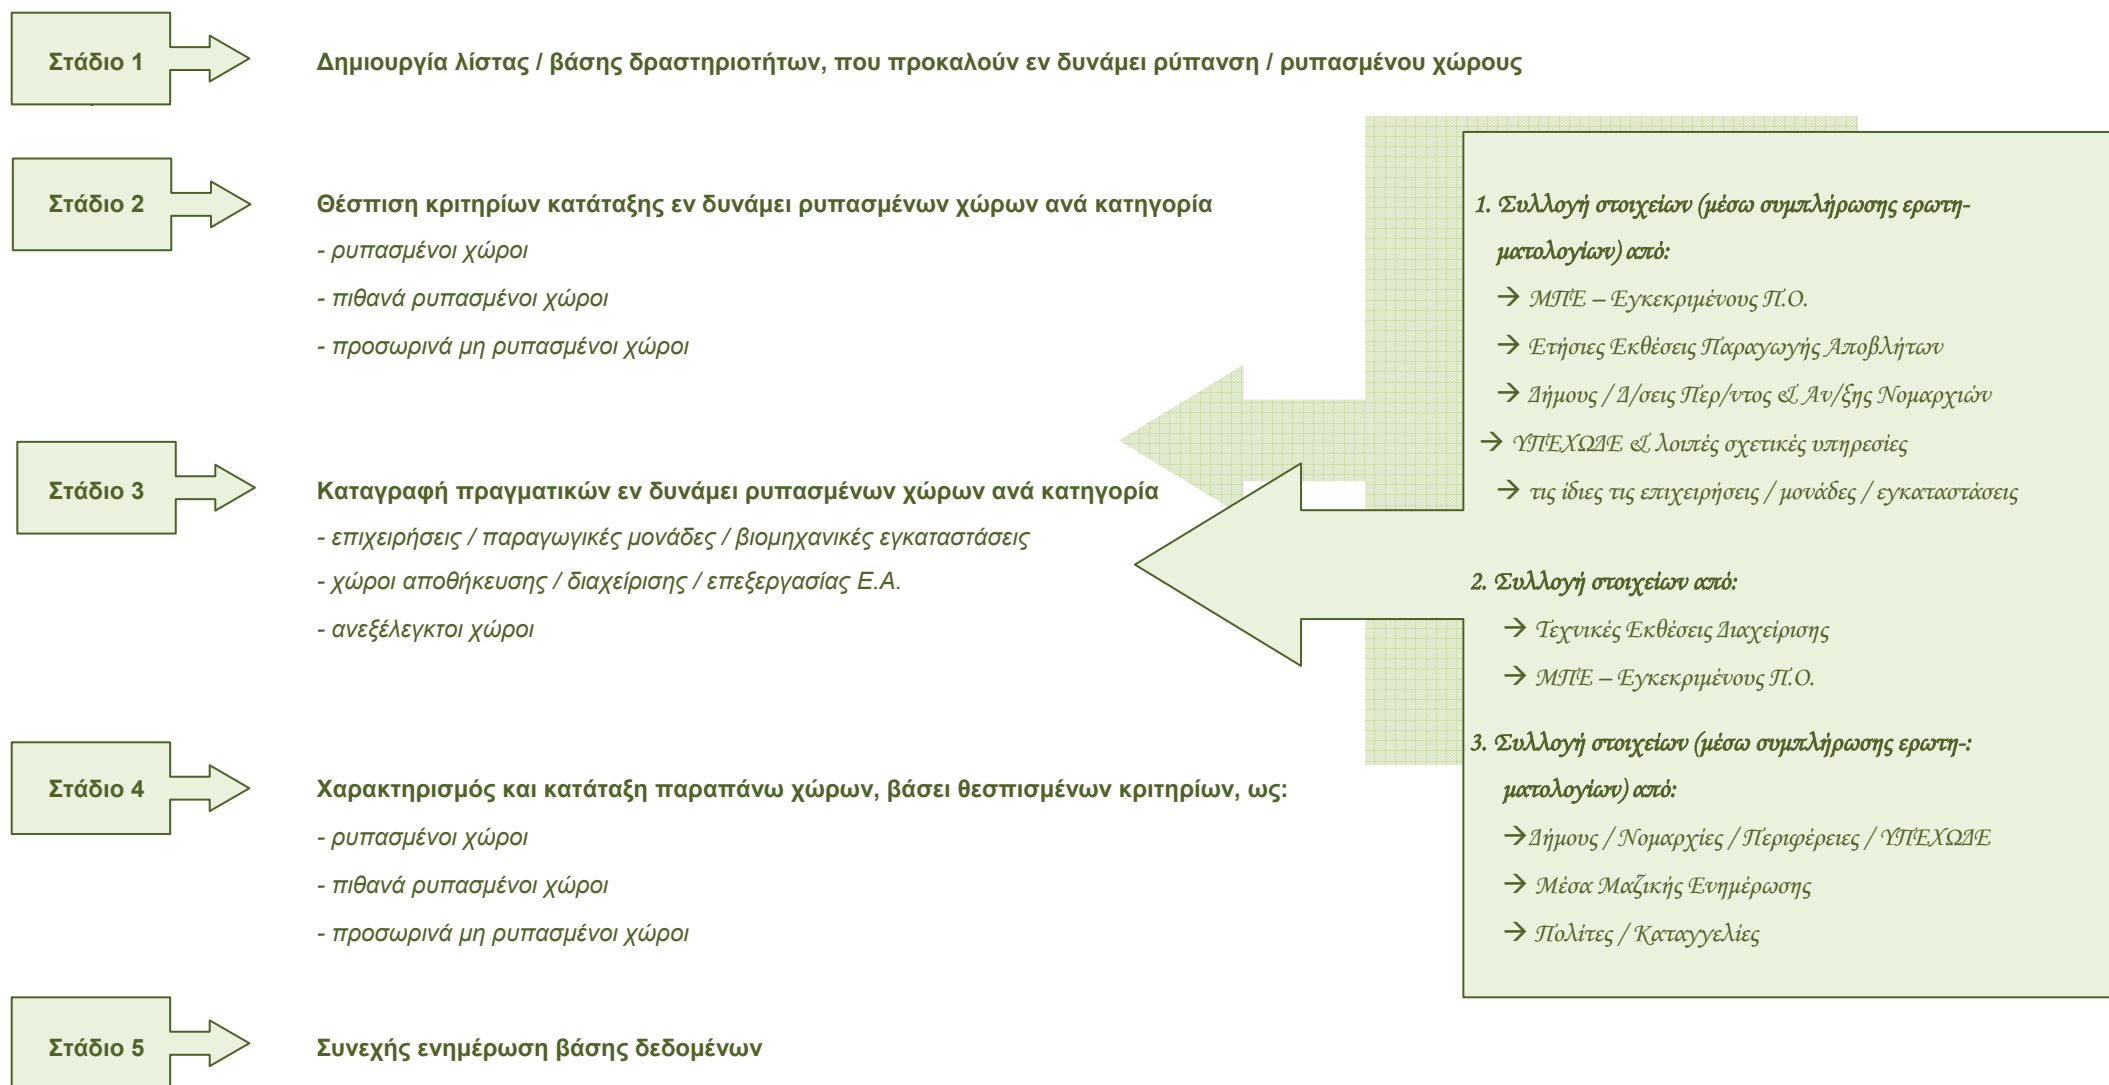 Στάδιο 1
Δημιουργία λίστας / βάσης δραστηριοτήτων, που προκαλούν εν δυνάμει ρύπανση / ρυπασμένου χώρους
Στάδιο 2
Θέσπιση κριτηρίων κατάταξης εν δυνάμει ρυπασμένων χώρων ανά κατηγορία
- ρυπασμένοι χώροι
- πιθανά ρυπασμένοι χώροι
- προσωρινά μη ρυπασμένοι χώροι
Στάδιο 3
Καταγραφή πραγματικών εν δυνάμει ρυπασμένων χώρων ανά κατηγορία
- επιχειρήσεις / παραγωγικές μονάδες / βιομηχανικές εγκαταστάσεις
- χώροι αποθήκευσης / διαχείρισης / επεξεργασίας Ε.Α.
- ανεξέλεγκτοι χώροι
Στάδιο 4
Χαρακτηρισμός και κατάταξη παραπάνω χώρων, βάσει θεσπισμένων κριτηρίων, ως:
- ρυπασμένοι χώροι
- πιθανά ρυπασμένοι χώροι
- προσωρινά μη ρυπασμένοι χώροι
Στάδιο 5
Συνεχής ενημέρωση βάσης δεδομένων
1. Συλλογή στοιχείων (μέσω συμπλήρωσης ερωτη-
ματολογίων) από:
→ ΜΠΕ – Εγκεκριμένους Π.Ο.
→ Ετήσιες Εκθέσεις Παραγωγής Αποβλήτων
→ Δήμους / Δ/σεις Περ/ντος & Αν/ξης Νομαρχιών
→ ΥΠΕΧΩΔΕ & λοιπές σχετικές υπηρεσίες
→ τις ίδιες τις επιχειρήσεις / μονάδες / εγκαταστάσεις
2. Συλλογή στοιχείων από:
→ Τεχνικές Εκθέσεις Διαχείρισης
→ ΜΠΕ – Εγκεκριμένους Π.Ο.
3. Συλλογή στοιχείων (μέσω συμπλήρωσης ερωτη-:
ματολογίων) από:
→Δήμους / Νομαρχίες / Περιφέρειες / ΥΠΕΧΩΔΕ
→ Μέσα Μαζικής Ενημέρωσης
→ Πολίτες / Καταγγελίες